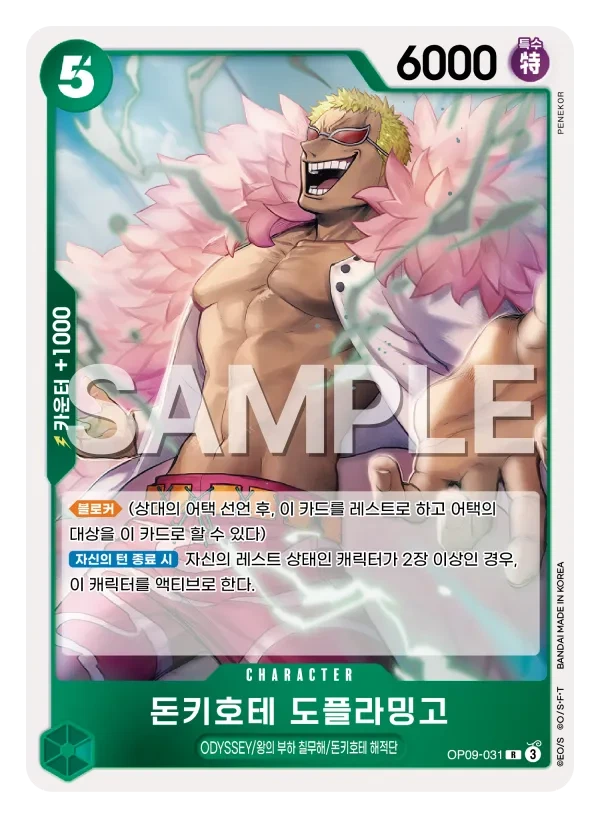 5
6000
특수
特
PENEKOR
카운터 +1000
SAMPLE
블로커 (상대의 어택 선언 후, 이 카드를 레스트로 하고 어택의
대상을 이 카드로 할 수 있다)
자신의 턴 종료 시 자신의 레스트 상태인 캐릭터가 2장 이상인 경우,
이 캐릭터를 액티브로 한다.
CHARACTER
돈키호테 도플라밍고
ODYSSEY/왕의 부하 칠무해/돈키호테 해적단
OP09-031 R 3
©EO/S ©O/S·F·T BANDAI MADE IN KOREA